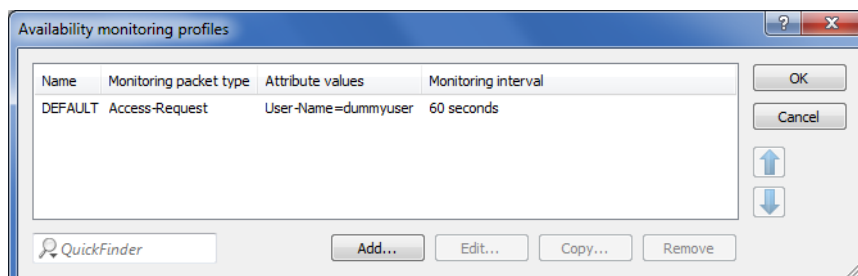 Availability monitoring profiles
? X
Name Monitoring packet type Attribute values Monitoring interval
DEFAULT Access-Request User-Name=dummyuser 60 seconds
OK
Cancel
QuickFinder Add... Edit... Copy... Remove